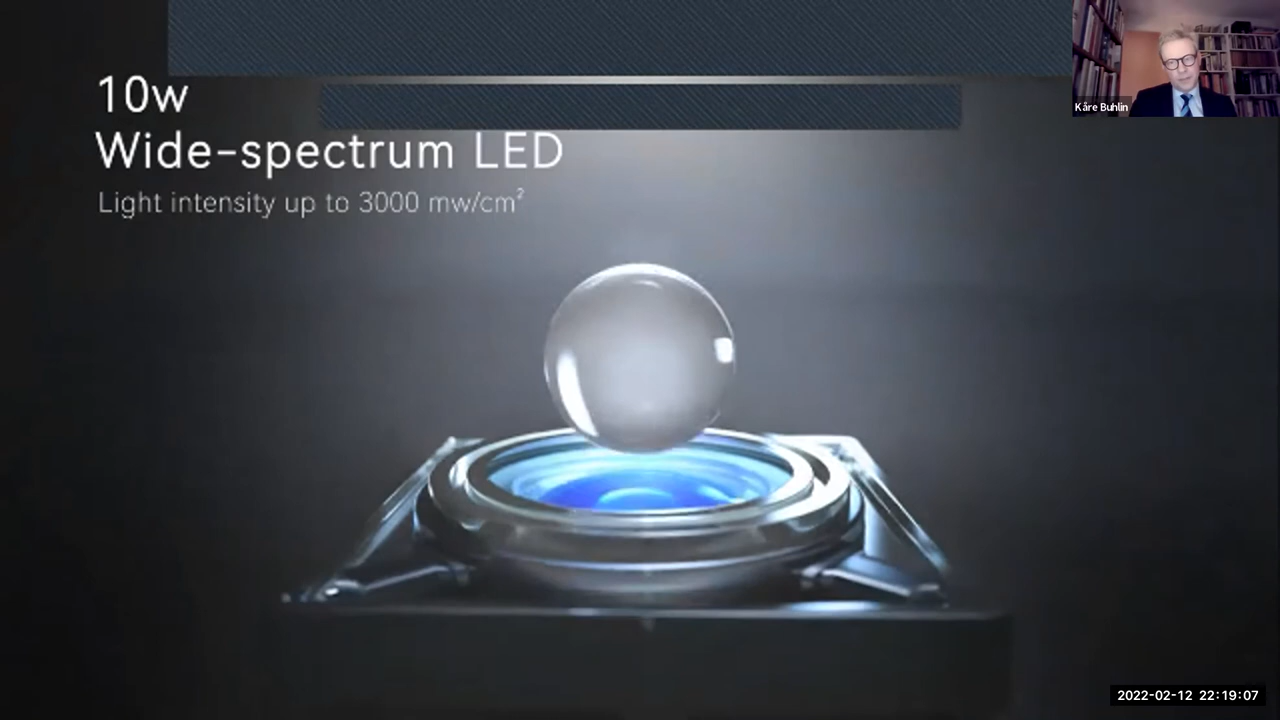 10w
Wide-spectrum LED
Light intensity up to 3000 mw/cm²
Kåre Buhlin
2022-02-12 22:19:07